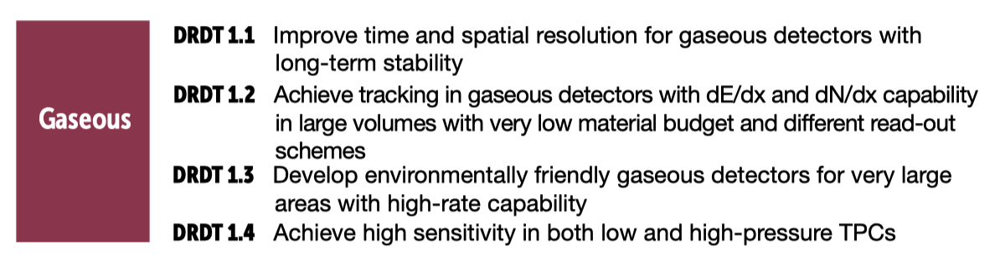 Gaseous
DRDT 1.1 Improve time and spatial resolution for gaseous detectors with
long-term stability
DRDT 1.2 Achieve tracking in gaseous detectors with dE/dx and dN/dx capability
in large volumes with very low material budget and different read-out
schemes
DRDT 1.3 Develop environmentally friendly gaseous detectors for very large
areas with high-rate capability
DRDT 1.4 Achieve high sensitivity in both low and high-pressure TPCs